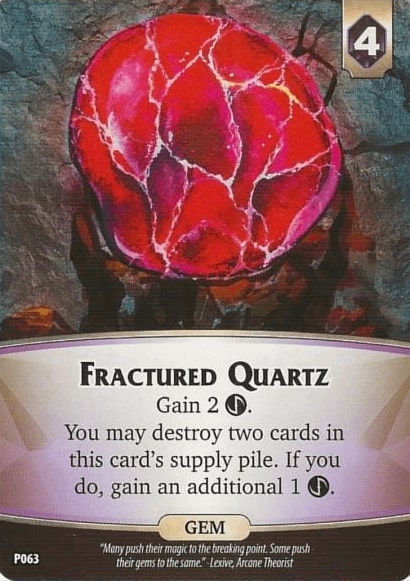 4
FRACTURED QUARTZ
Gain 2 .
You may destroy two cards in
this card's supply pile. If you
do, gain an additional 1 .
GEM
P063
"Many push their magic to the breaking point. Some push
their gems to the same." -Lexive, Arcane Theorist